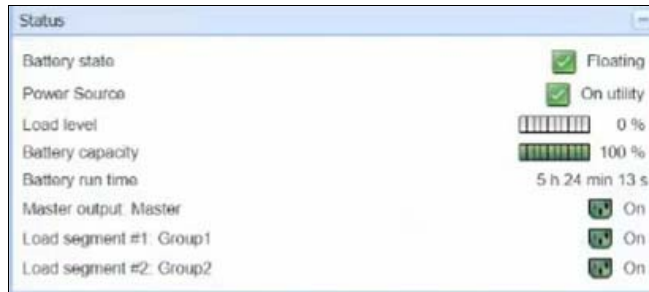 Status
Battery state Floating
Power Source On utility
Load level 0 %
Battery capacity 100 %
Battery run time 5 h 24 min 13 s
Master output: Master On
Load segment #1: Group1 On
Load segment #2: Group2 On